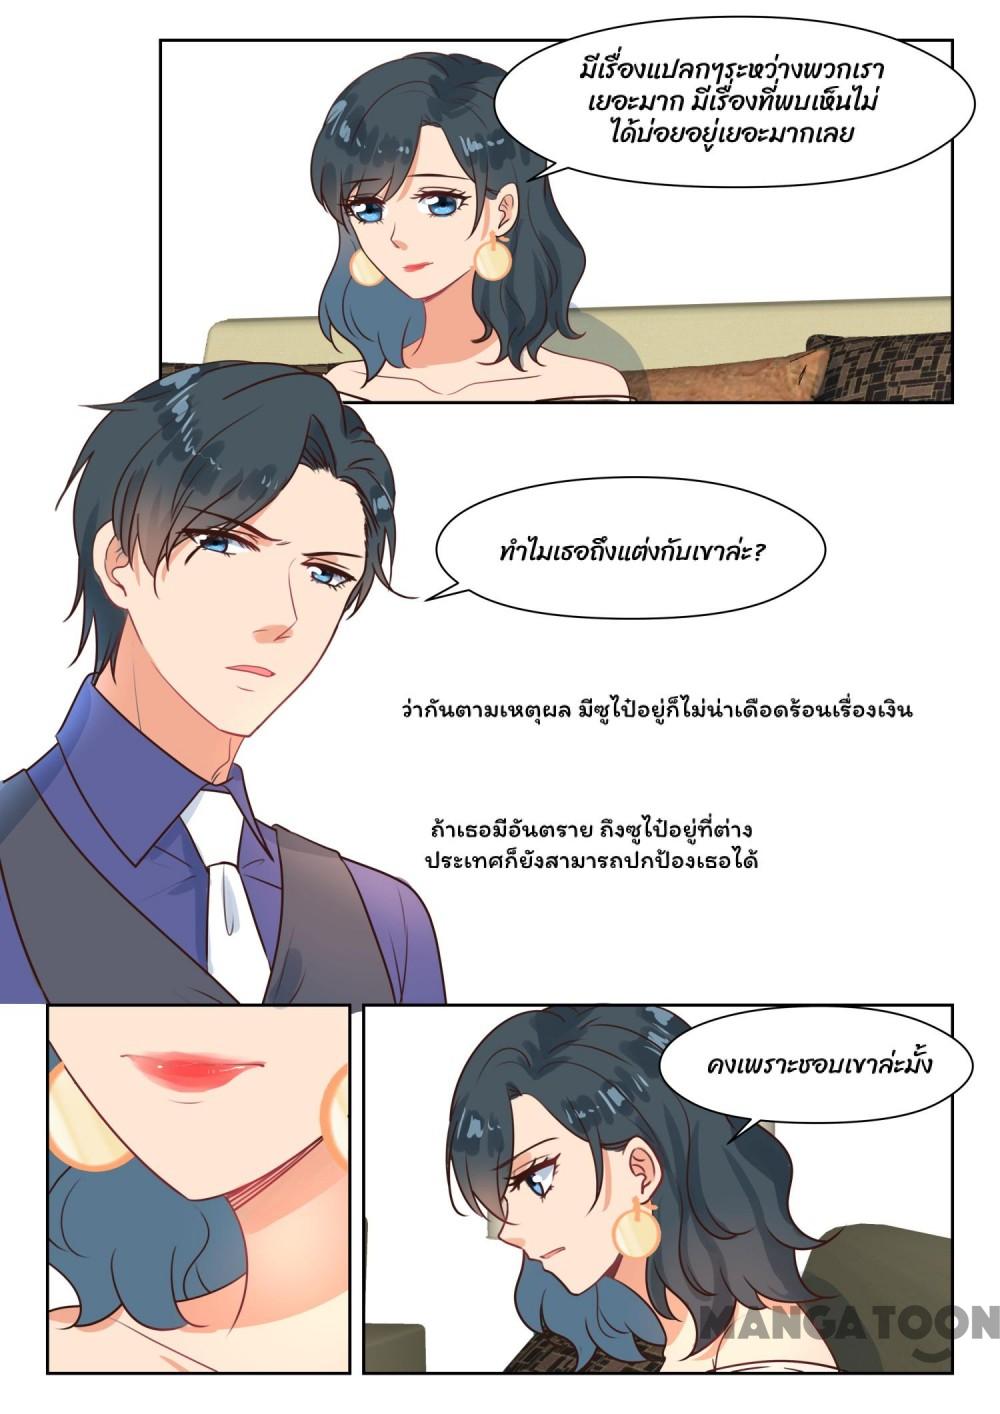 มีเรื่องแปลกๆระหว่างพวกเรา
เยอะมาก มีเรื่องที่พบเห็นไม่
ได้บ่อยอยู่เยอะมากเลย
ทำไมเธอถึงแต่งกับเขาล่ะ?
ว่ากันตามเหตุผล มีซูไป๋อยู่ก็ไม่น่าเดือดร้อนเรื่องเงิน
ถ้าเธอมีอันตราย ถึงซูไป๋อยู่ที่ต่าง
ประเทศก็ยังสามารถปกป้องเธอได้
คงเพราะชอบเขาล่ะมั้ง
MANGATOON